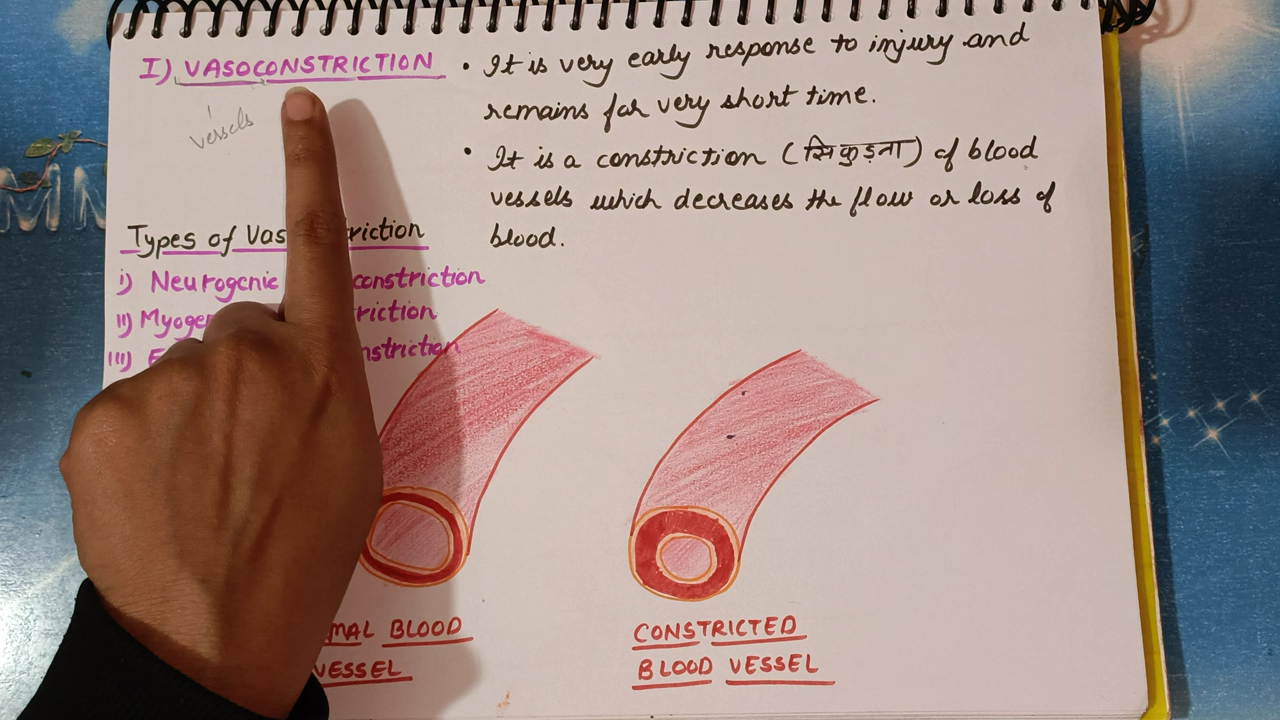 I) VASOCONSTRICTION
vessels
• It is very early response to injury and
remains for very short time.
• It is a constriction (सिकुड़ना) of blood
vessels which decreases the flow or loss of
blood.
Types of Vas riction
i) Neurogenic constriction
ii) Myogen riction
iii) E nstriction
MAL BLOOD
VESSEL
CONSTRICTED
BLOOD VESSEL